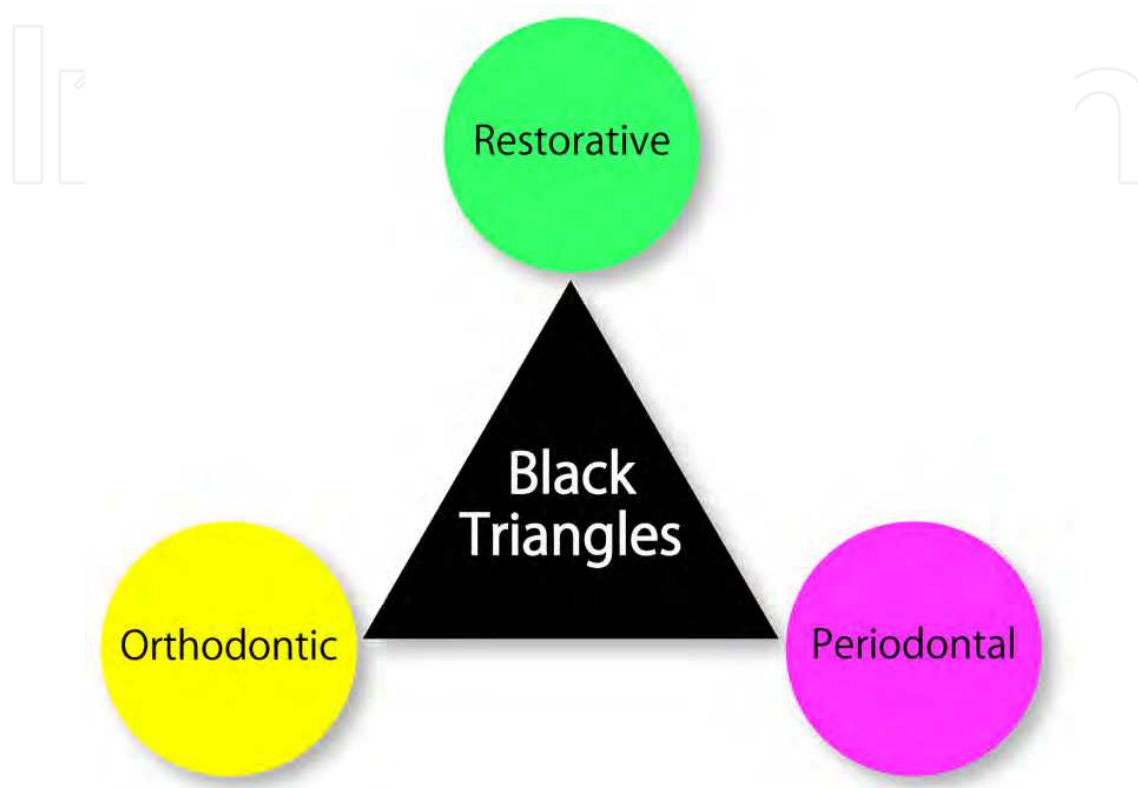 Restorative
Black
Triangles
Orthodontic
Periodontal